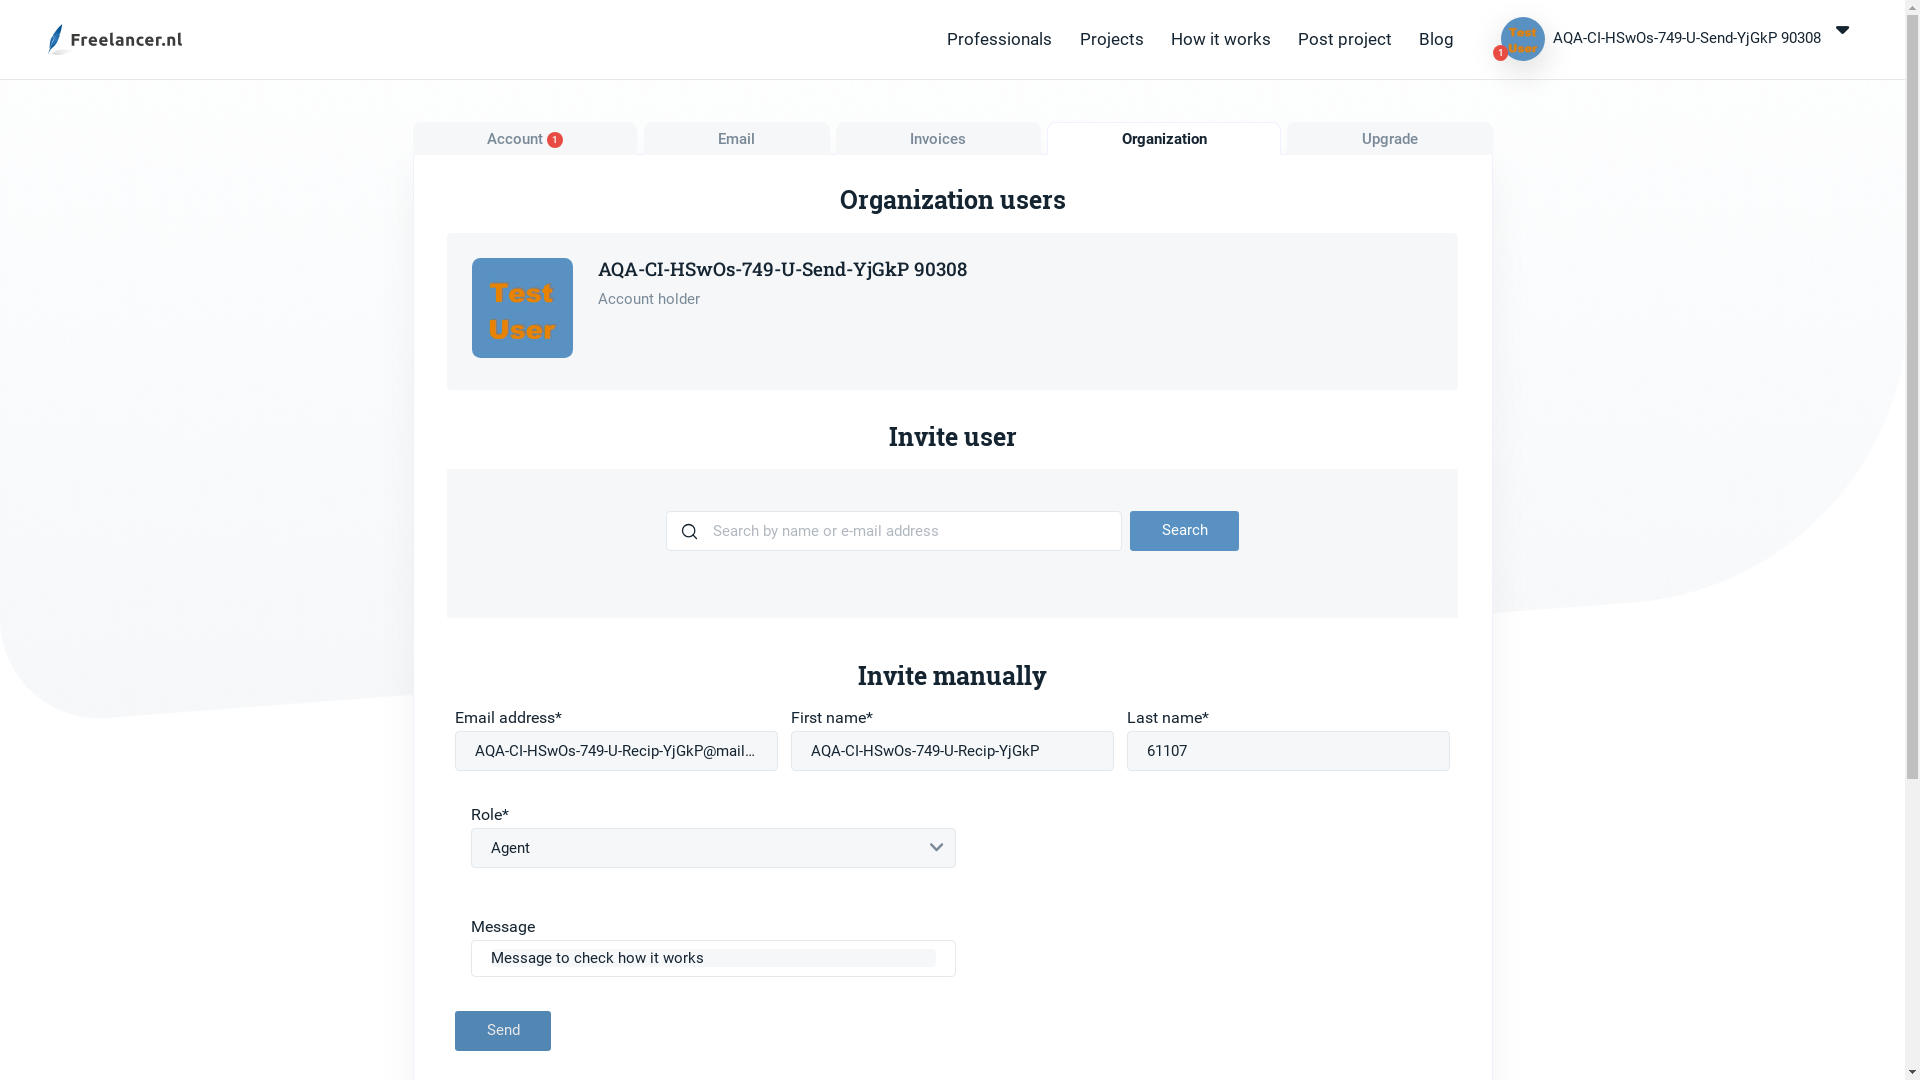 Freelancer.nl
Professionals Projects How it works Post project Blog
Test User
1
AQA-CI-HSwOs-749-U-Send-YjGkP 90308
Account 1 Email Invoices Organization Upgrade
Organization users
Test
User
AQA-CI-HSwOs-749-U-Send-YjGkP 90308
Account holder
Invite user
Search by name or e-mail address Search
Invite manually
Email address* First name* Last name*
AQA-CI-HSwOs-749-U-Recip-YjGkP@mail... AQA-CI-HSwOs-749-U-Recip-YjGkP 61107
Role*
Agent
Message
Message to check how it works
Send